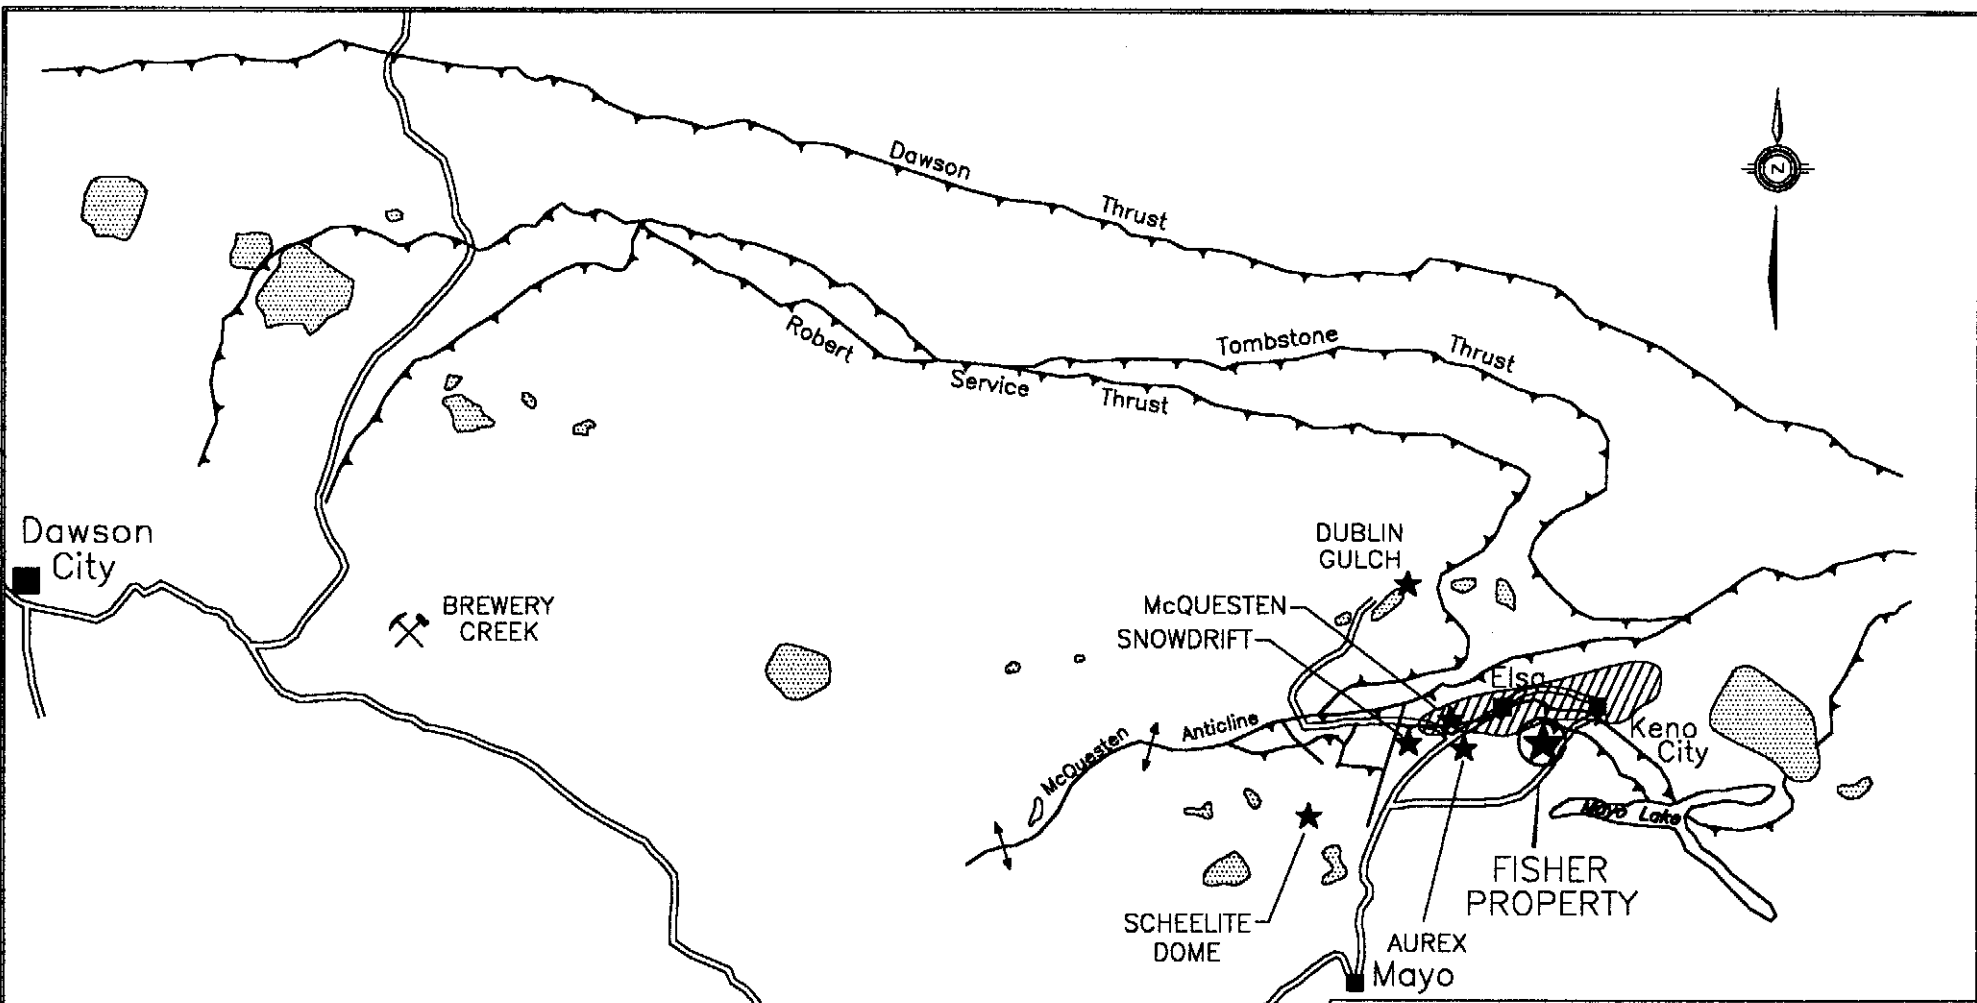 Dawson
Thrust
N
Robert
Service
Thrust
Tombstone
Thrust
Dawson
City
BREWERY
CREEK
DUBLIN
GULCH
McQUESTEN
SNOWDRIFT
Elsa
Keno
City
McQuesten
Anticline
Mayo Lake
FISHER
PROPERTY
SCHEELITE
DOME
AUREX
Mayo